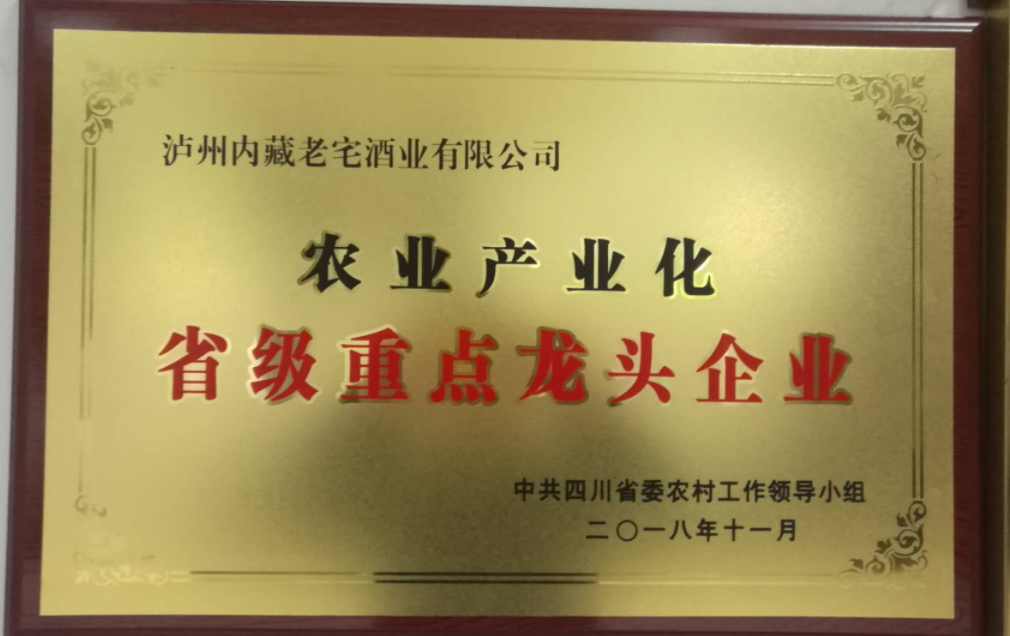 泸州内藏老宅酒业有限公司
农业产业化
省级重点龙头企业
中共四川省委农村工作领导小组
二〇一八年十一月